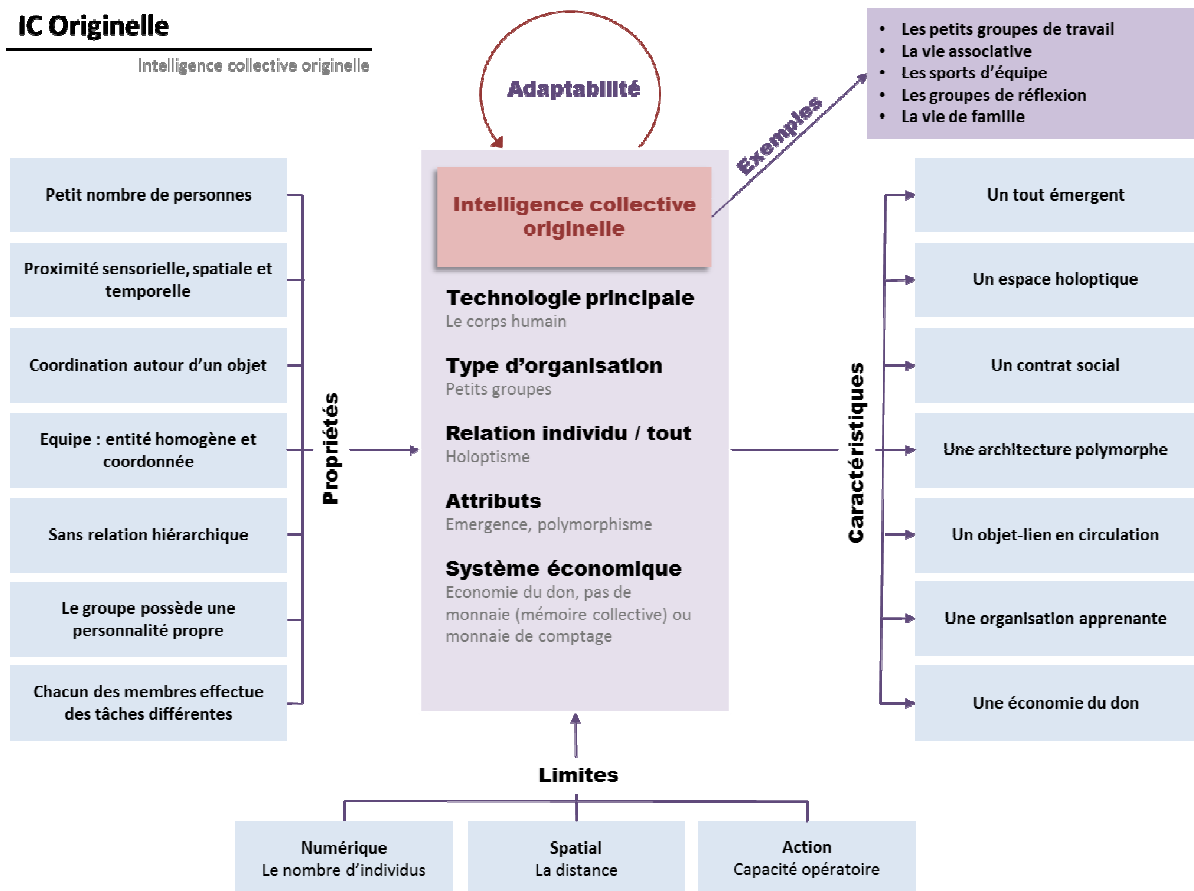 IC Originelle
Intelligence collective originelle
Adaptabilité
Exemples
• Les petits groupes de travail
• La vie associative
• Les sports d'équipe
• Les groupes de réflexion
• La vie de famille
Petit nombre de personnes
Proximité sensorielle, spatiale et
temporelle
Coordination autour d'un objet
Equipe : entité homogène et
coordonnée
Sans relation hiérarchique
Le groupe possède une
personnalité propre
Chacun des membres effectue
des tâches différentes
Propriétés
Intelligence collective
originelle
Technologie principale
Le corps humain
Type d'organisation
Petits groupes
Relation individu / tout
Holoptisme
Attributs
Emergence, polymorphisme
Système économique
Economie du don, pas de
monnaie (mémoire collective) ou
monnaie de comptage
Caractéristiques
Un tout émergent
Un espace holoptique
Un contrat social
Une architecture polymorphe
Un objet-lien en circulation
Une organisation apprenante
Une économie du don
Limites
Numérique
Le nombre d'individus
Spatial
La distance
Action
Capacité opératoire